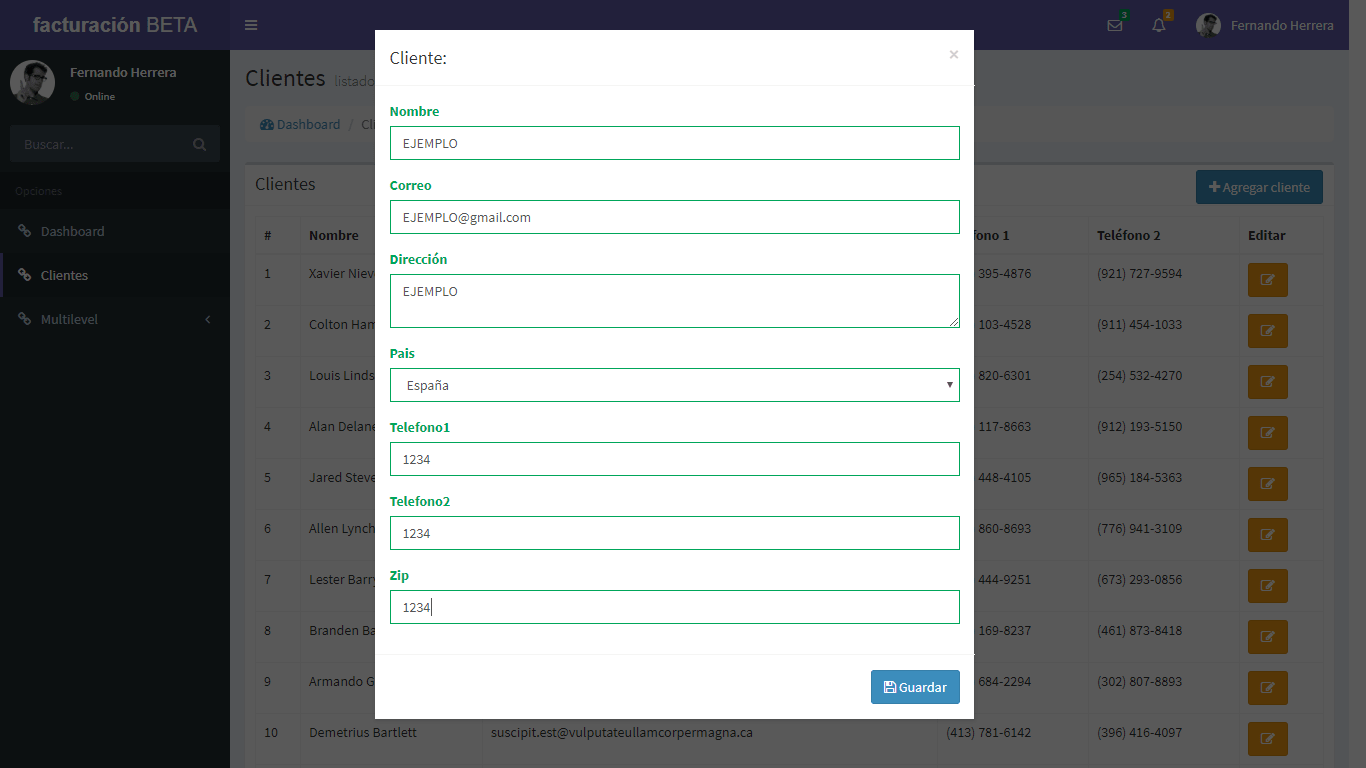 facturación BETA
3
2
Fernando Herrera
Fernando Herrera
Online
Buscar...
Opciones
Dashboard
Clientes
Multilevel
Clientes listado
Dashboard /
Clientes
Agregar cliente
Cliente: ×
Nombre
EJEMPLO
Correo
EJEMPLO@gmail.com
Dirección
EJEMPLO
Pais
España
Telefono1
1234
Telefono2
1234
Zip
1234
Guardar
# Nombre fono 1 Teléfono 2 Editar
1 Xavier Niev 395-4876 (921) 727-9594
2 Colton Ham 103-4528 (911) 454-1033
3 Louis Linds 820-6301 (254) 532-4270
4 Alan Delane 117-8663 (912) 193-5150
5 Jared Steve 448-4105 (965) 184-5363
6 Allen Lynch 860-8693 (776) 941-3109
7 Lester Barry 444-9251 (673) 293-0856
8 Branden Ba 169-8237 (461) 873-8418
9 Armando G 684-2294 (302) 807-8893
10 Demetrius Bartlett suscipit.est@vulputateullamcorpermagna.ca (413) 781-6142 (396) 416-4097